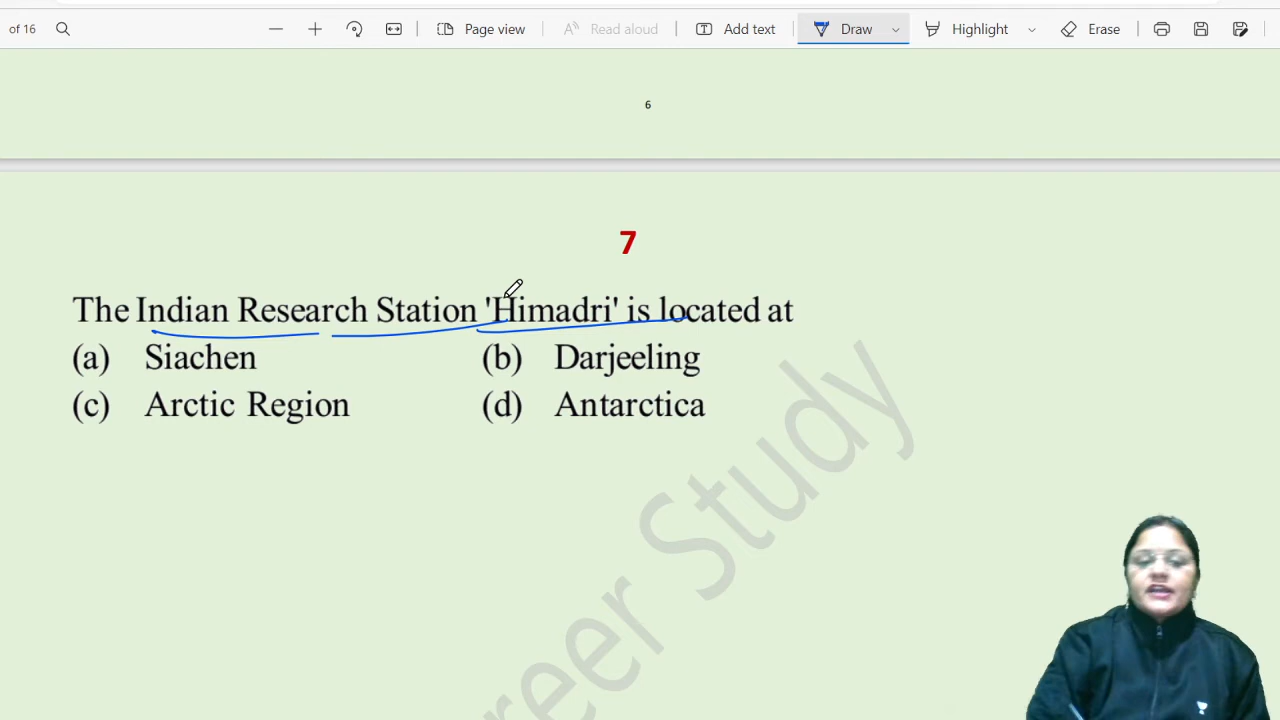 of 16 Page view Read aloud Add text Draw Highlight Erase
6
7
The Indian Research Station 'Himadri' is located at
(a) Siachen (b) Darjeeling
(c) Arctic Region (d) Antarctica
Study